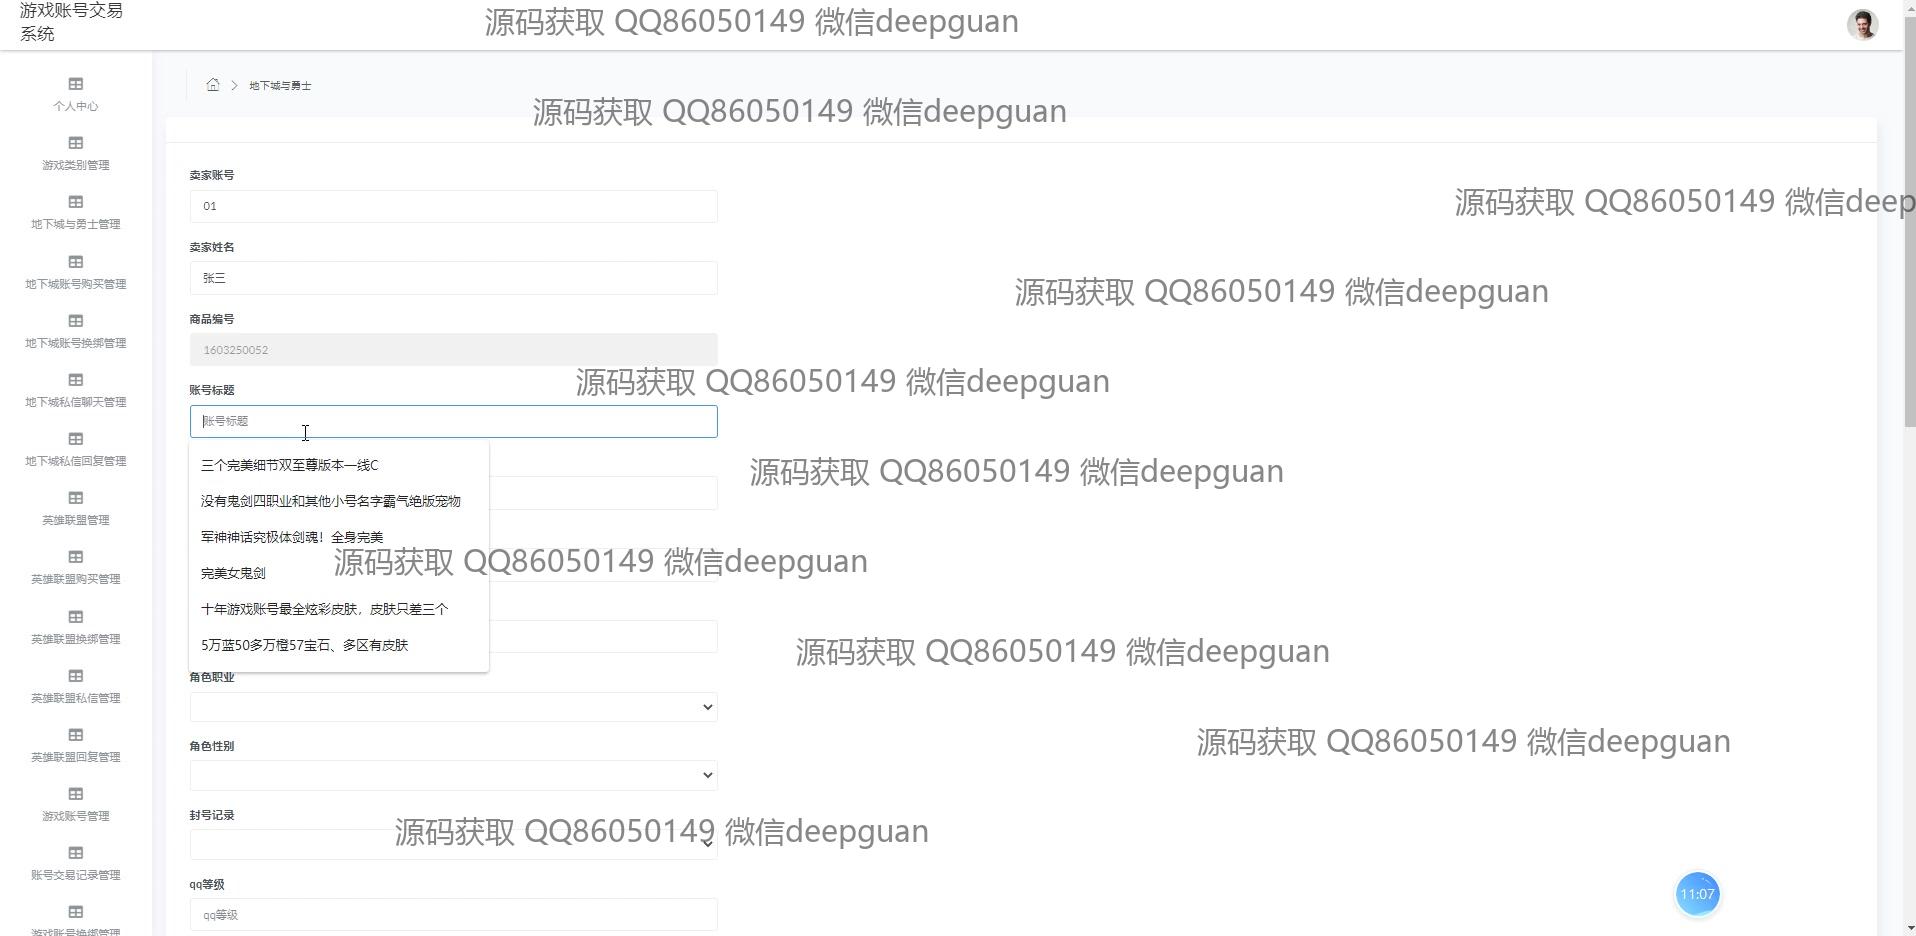 游戏账号交易
系统
源码获取 QQ86050149 微信deepguan
个人中心
游戏类别管理
地下城与勇士管理
地下城账号购买管理
地下城账号换绑管理
地下城私信聊天管理
地下城私信回复管理
英雄联盟管理
英雄联盟购买管理
英雄联盟换绑管理
英雄联盟私信管理
英雄联盟回复管理
游戏账号管理
账号交易记录管理
游戏账号换绑管理
地下城与勇士
源码获取 QQ86050149 微信deepguan
卖家账号
01
源码获取 QQ86050149 微信deep
卖家姓名
张三
源码获取 QQ86050149 微信deepguan
商品编号
1603250052
账号标题
源码获取 QQ86050149 微信deepguan
账号标题
三个完美细节双至尊版本一线C
源码获取 QQ86050149 微信deepguan
没有鬼剑四职业和其他小号名字霸气绝版宠物
军神神话究极体剑魂！全身完美
源码获取 QQ86050149 微信deepguan
完美女鬼剑
十年游戏账号最全炫彩皮肤，皮肤只差三个
5万蓝50多万橙57宝石、多区有皮肤
源码获取 QQ86050149 微信deepguan
角色职业
角色性别
源码获取 QQ86050149 微信deepguan
封号记录
源码获取 QQ86050149 微信deepguan
qq等级
qq等级
11:07